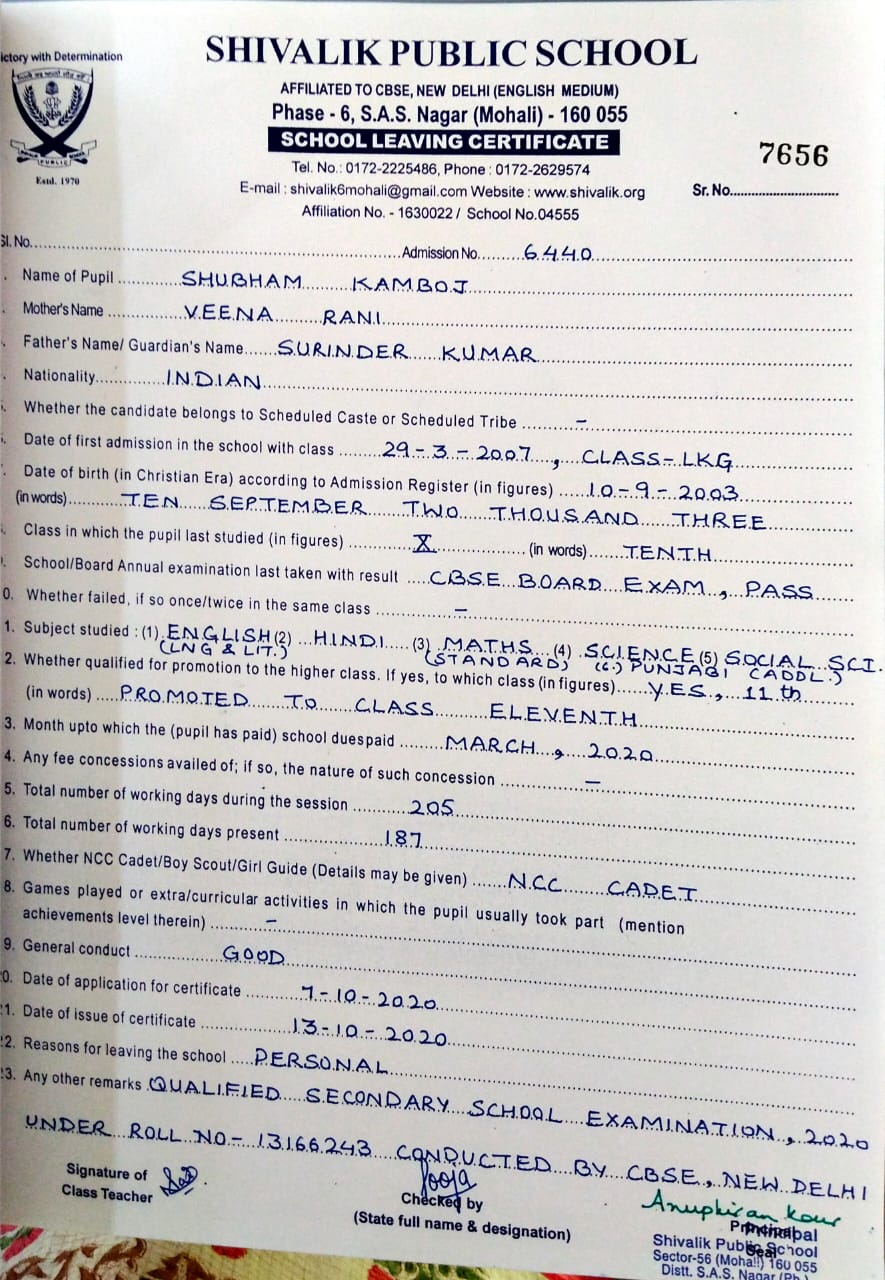 ictory with Determination
SHIVALIK PUBLIC SCHOOL
AFFILIATED TO CBSE, NEW DELHI (ENGLISH MEDIUM)
Phase - 6, S.A.S. Nagar (Mohali) - 160 055
SCHOOL LEAVING CERTIFICATE
Tel. No.: 0172-2225486, Phone : 0172-2629574
E-mail : shivalik6mohali@gmail.com Website : www.shivalik.org
Affiliation No. - 1630022 / School No.04555
PUBLIC
Estd. 1970
7656
Sr. No.
Sl. No. Admission No. 6440
Name of Pupil SHUBHAM KAMBOJ
Mother's Name VEENA RANI
Father's Name/ Guardian's Name SURINDER KUMAR
Nationality INDIAN
Whether the candidate belongs to Scheduled Caste or Scheduled Tribe –
Date of first admission in the school with class 29-3-2007, CLASS-LKG
Date of birth (in Christian Era) according to Admission Register (in figures) 10-9-2003
(in words) TEN SEPTEMBER TWO THOUSAND THREE
Class in which the pupil last studied (in figures) X (in words) TENTH
School/Board Annual examination last taken with result CBSE BOARD EXAM, PASS
0. Whether failed, if so once/twice in the same class –
1. Subject studied : (1) ENGLISH (2) HINDI (3) MATHS (4) SCIENCE (5) SOCIAL SCI.
(LNG & LIT.) (STANDARD) (6.) PUNJABI (ADDL.)
2. Whether qualified for promotion to the higher class. If yes, to which class (in figures) YES, 11th
(in words) PROMOTED TO CLASS ELEVENTH
3. Month upto which the (pupil has paid) school duespaid MARCH, 2020
4. Any fee concessions availed of; if so, the nature of such concession –
5. Total number of working days during the session 205
6. Total number of working days present 187
7. Whether NCC Cadet/Boy Scout/Girl Guide (Details may be given) NCC CADET
8. Games played or extra/curricular activities in which the pupil usually took part (mention
achievements level therein) –
9. General conduct GOOD
0. Date of application for certificate 7-10-2020
1. Date of issue of certificate 13-10-2020
2. Reasons for leaving the school PERSONAL
3. Any other remarks QUALIFIED SECONDARY SCHOOL EXAMINATION, 2020
UNDER ROLL NO- 13166243 CONDUCTED BY CBSE, NEW DELHI
Signature of
Class Teacher
Pooja
Checked by
(State full name & designation)
Anupkiran Kour
Principal
Seal
Shivalik Public School
Sector-56 (Mohali) 160 055
Distt. S.A.S. Nagar